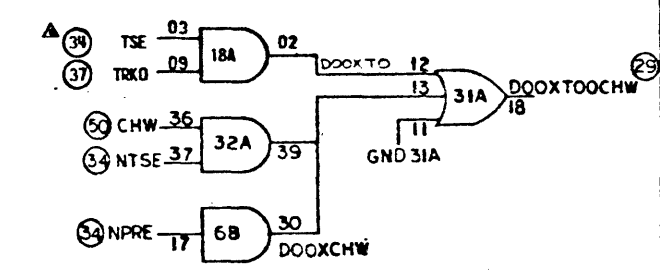 34 TSE 03 18A 02
37 TRKO 09
DOOXTO 12
13 31A DOOXTOOCHW 29
18
11
GND 31A
50 CHW 36 32A 39
34 NTSE 37
34 NPRE 17 6B 30
DOOXCHW